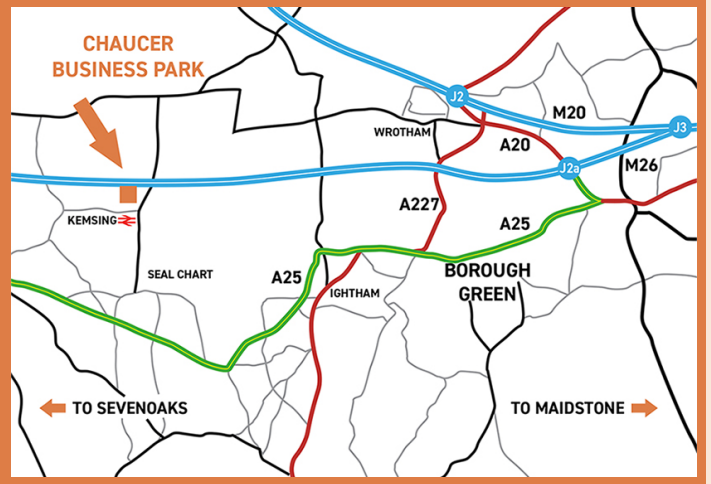 CHAUCER
BUSINESS PARK
J2
M20
J3
WROTHAM
A20
J2a
M26
A227
KEMSING
A25
SEAL CHART
A25
BOROUGH
GREEN
IGHTHAM
TO SEVENOAKS
TO MAIDSTONE